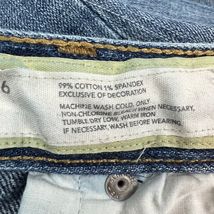 6
99% COTTON 1% SPANDEX
EXCLUSIVE OF DECORATION
MACHINE WASH COLD, ONLY
NON-CHLORINE BLEACH WHEN NECESSARY,
TUMBLE DRY LOW, WARM IRON
IF NECESSARY. WASH BEFORE WEARING.